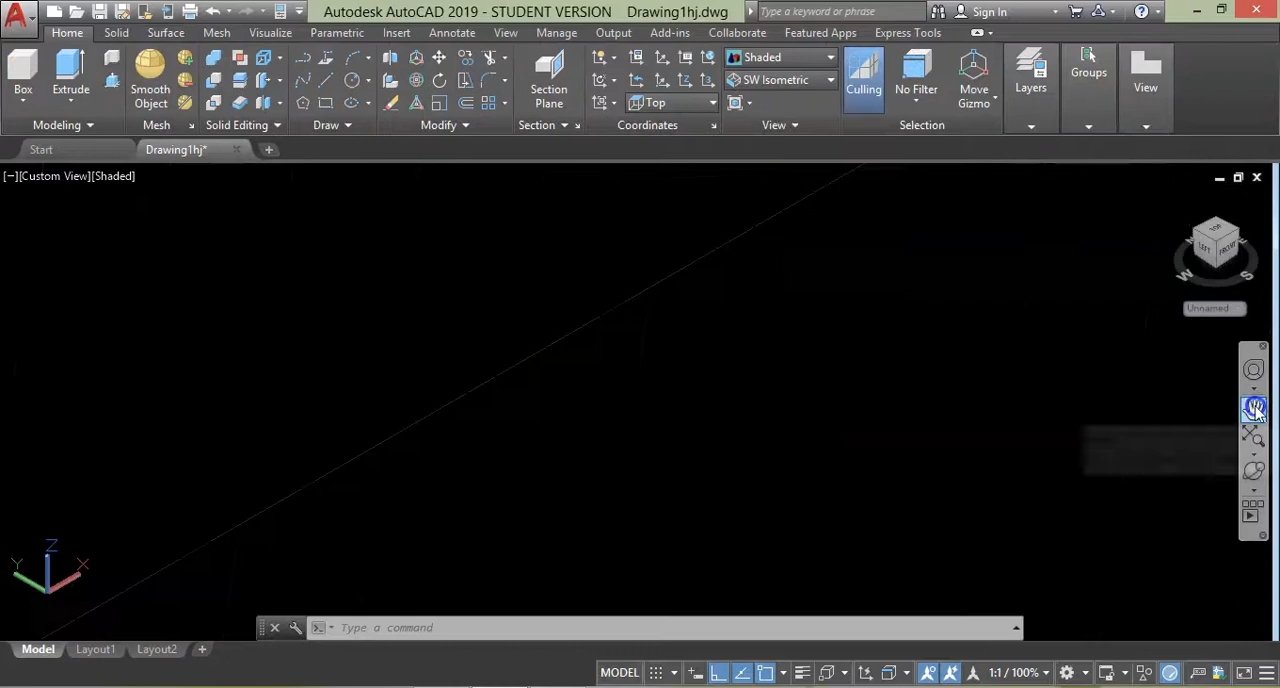 Autodesk AutoCAD 2019 - STUDENT VERSION Drawing1hj.dwg
Type a keyword or phrase
Sign In
Home Solid Surface Mesh Visualize Parametric Insert Annotate View Manage Output Add-ins Collaborate Featured Apps Express Tools
Box
Extrude
Smooth
Object
Section
Plane
Top
Shaded
SW Isometric
Culling
No Filter
Move
Gizmo
Layers
Groups
View
Modeling
Mesh
Solid Editing
Draw
Modify
Section
Coordinates
View
Selection
Start
Drawing1hj*
[−][Custom View][Shaded]
TOP
LEFT
FRONT
W
S
Unnamed
Z
Y
X
Type a command
Model Layout1 Layout2
MODEL
1:1 / 100%